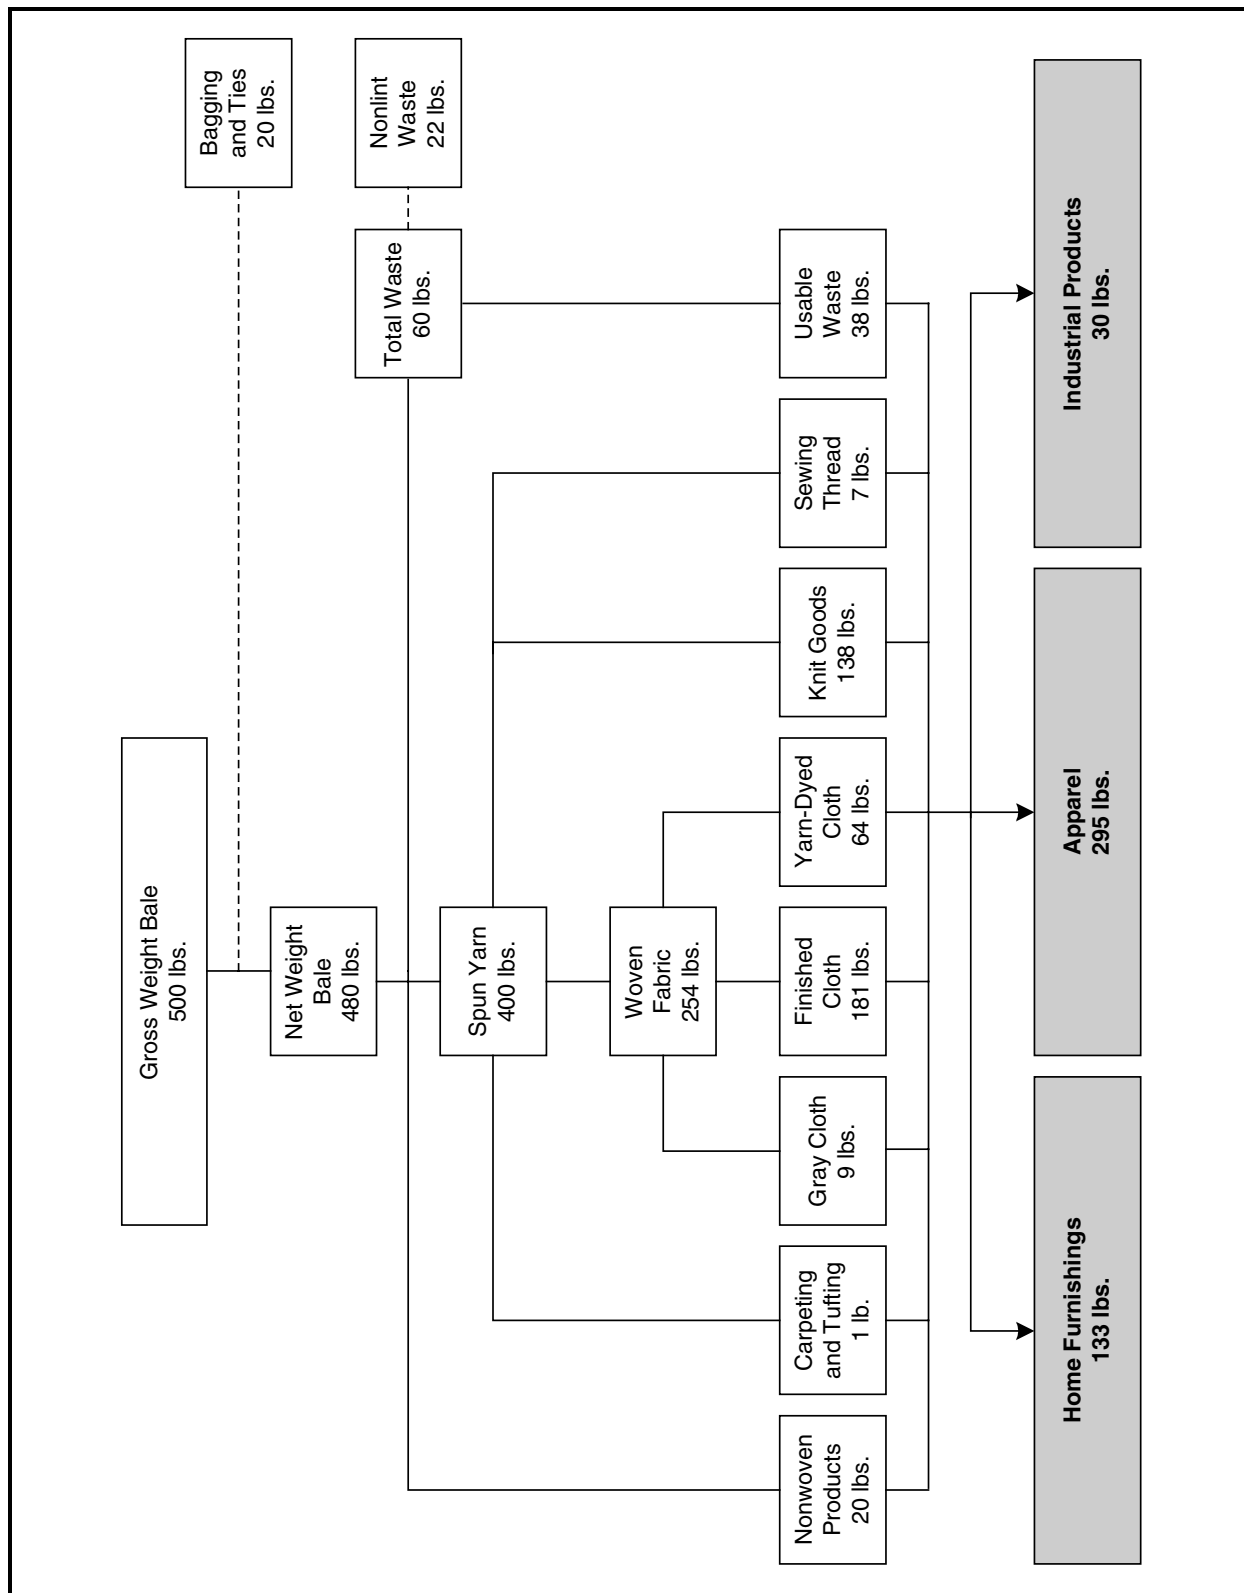 Gross Weight Bale
500 lbs.
Bagging
and Ties
20 lbs.
Net Weight
Bale
480 lbs.
Total Waste
60 lbs.
Nonlint
Waste
22 lbs.
Spun Yarn
400 lbs.
Woven
Fabric
254 lbs.
Nonwoven
Products
20 lbs.
Carpeting
and Tufting
1 lb.
Gray Cloth
9 lbs.
Finished
Cloth
181 lbs.
Yarn-Dyed
Cloth
64 lbs.
Knit Goods
138 lbs.
Sewing
Thread
7 lbs.
Usable
Waste
38 lbs.
Home Furnishings
133 lbs.
Apparel
295 lbs.
Industrial Products
30 lbs.